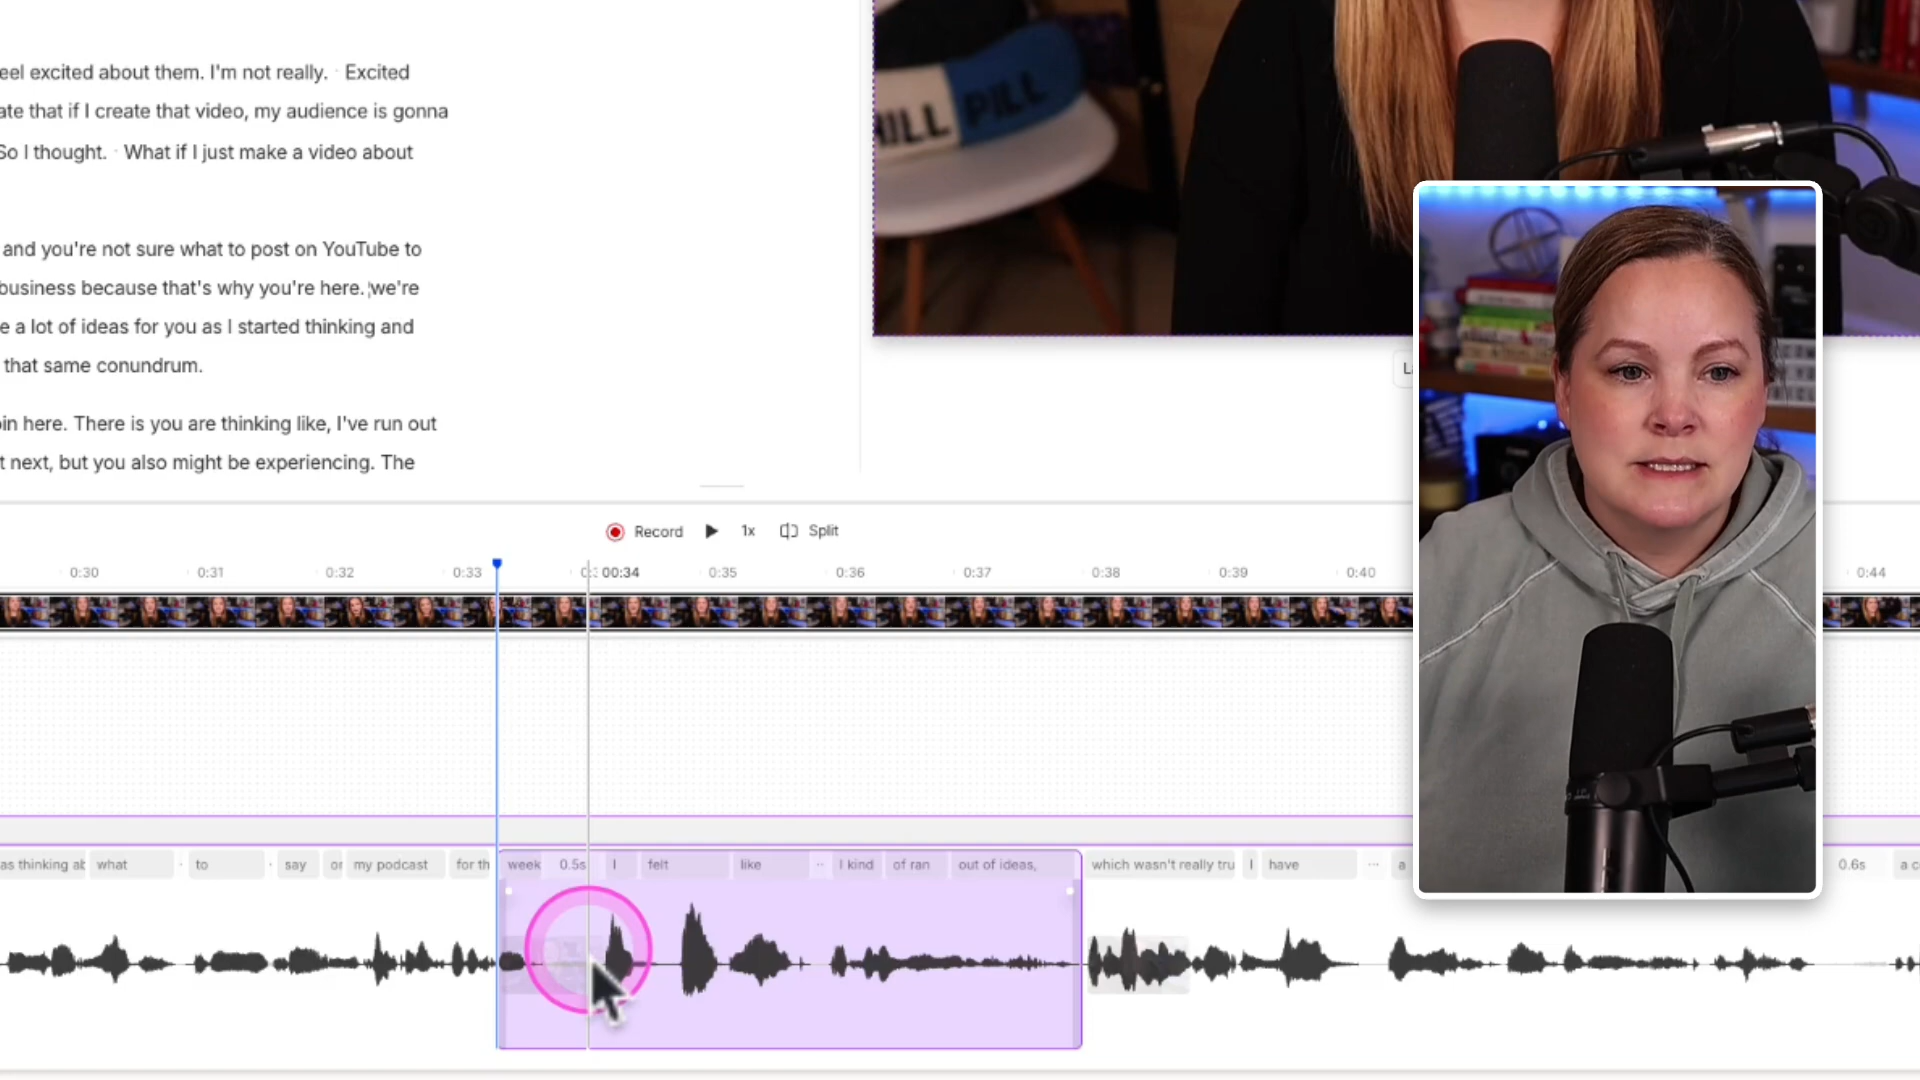 eel excited about them. I'm not really. · Excited
ate that if I create that video, my audience is gonna
So I thought. · What if I just make a video about
and you're not sure what to post on YouTube to
business because that's why you're here. we're
e a lot of ideas for you as I started thinking and
that same conundrum.
oin here. There is you are thinking like, I've run out
t next, but you also might be experiencing. The
HILL PILL
Record 1x Split
0:30 0:31 0:32 0:33 00:34 0:35 0:36 0:37 0:38 0:39 0:40 0:44
as thinking ab what · to say or my podcast for th week 0.5s I felt like ·· I kind of ran out of ideas, which wasn't really tru I have ··· a 0.6s a c